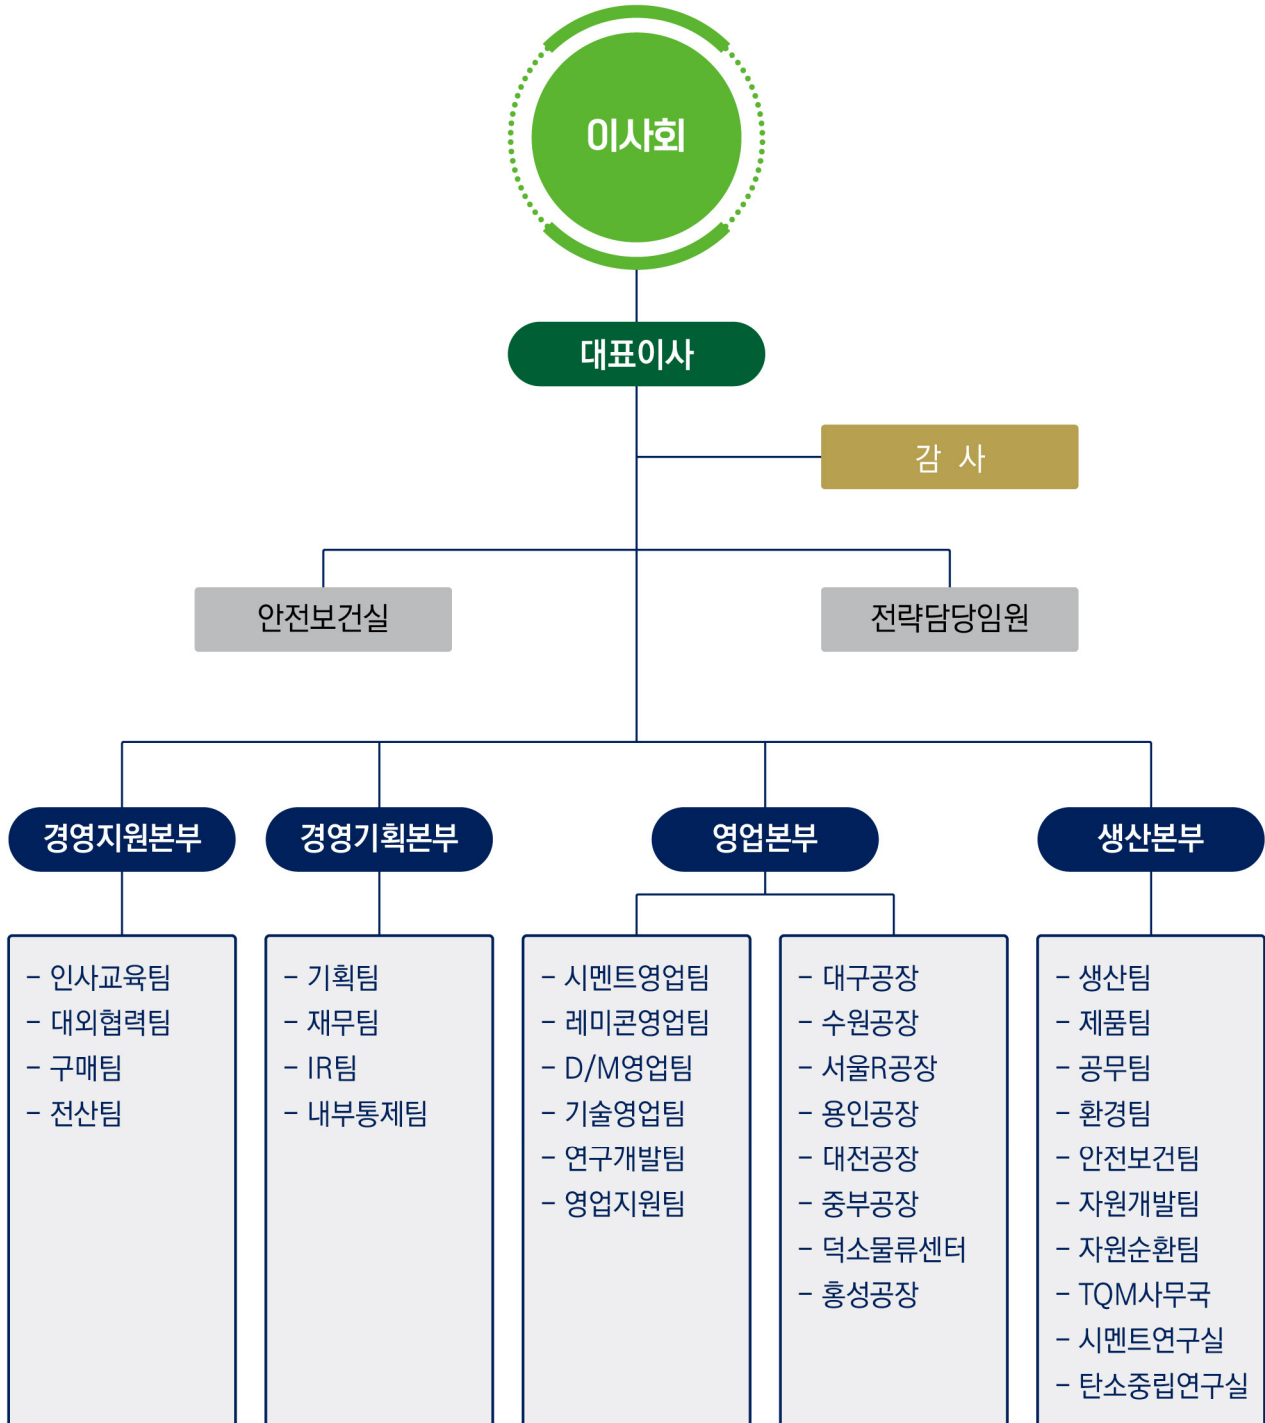 이사회
대표이사
감 사
안전보건실
전략담당임원
경영지원본부
경영기획본부
영업본부
생산본부
- 인사교육팀
- 대외협력팀
- 구매팀
- 전산팀
- 기획팀
- 재무팀
- IR팀
- 내부통제팀
- 시멘트영업팀
- 레미콘영업팀
- D/M영업팀
- 기술영업팀
- 연구개발팀
- 영업지원팀
- 대구공장
- 수원공장
- 서울R공장
- 용인공장
- 대전공장
- 중부공장
- 덕소물류센터
- 홍성공장
- 생산팀
- 제품팀
- 공무팀
- 환경팀
- 안전보건팀
- 자원개발팀
- 자원순환팀
- TQM사무국
- 시멘트연구실
- 탄소중립연구실